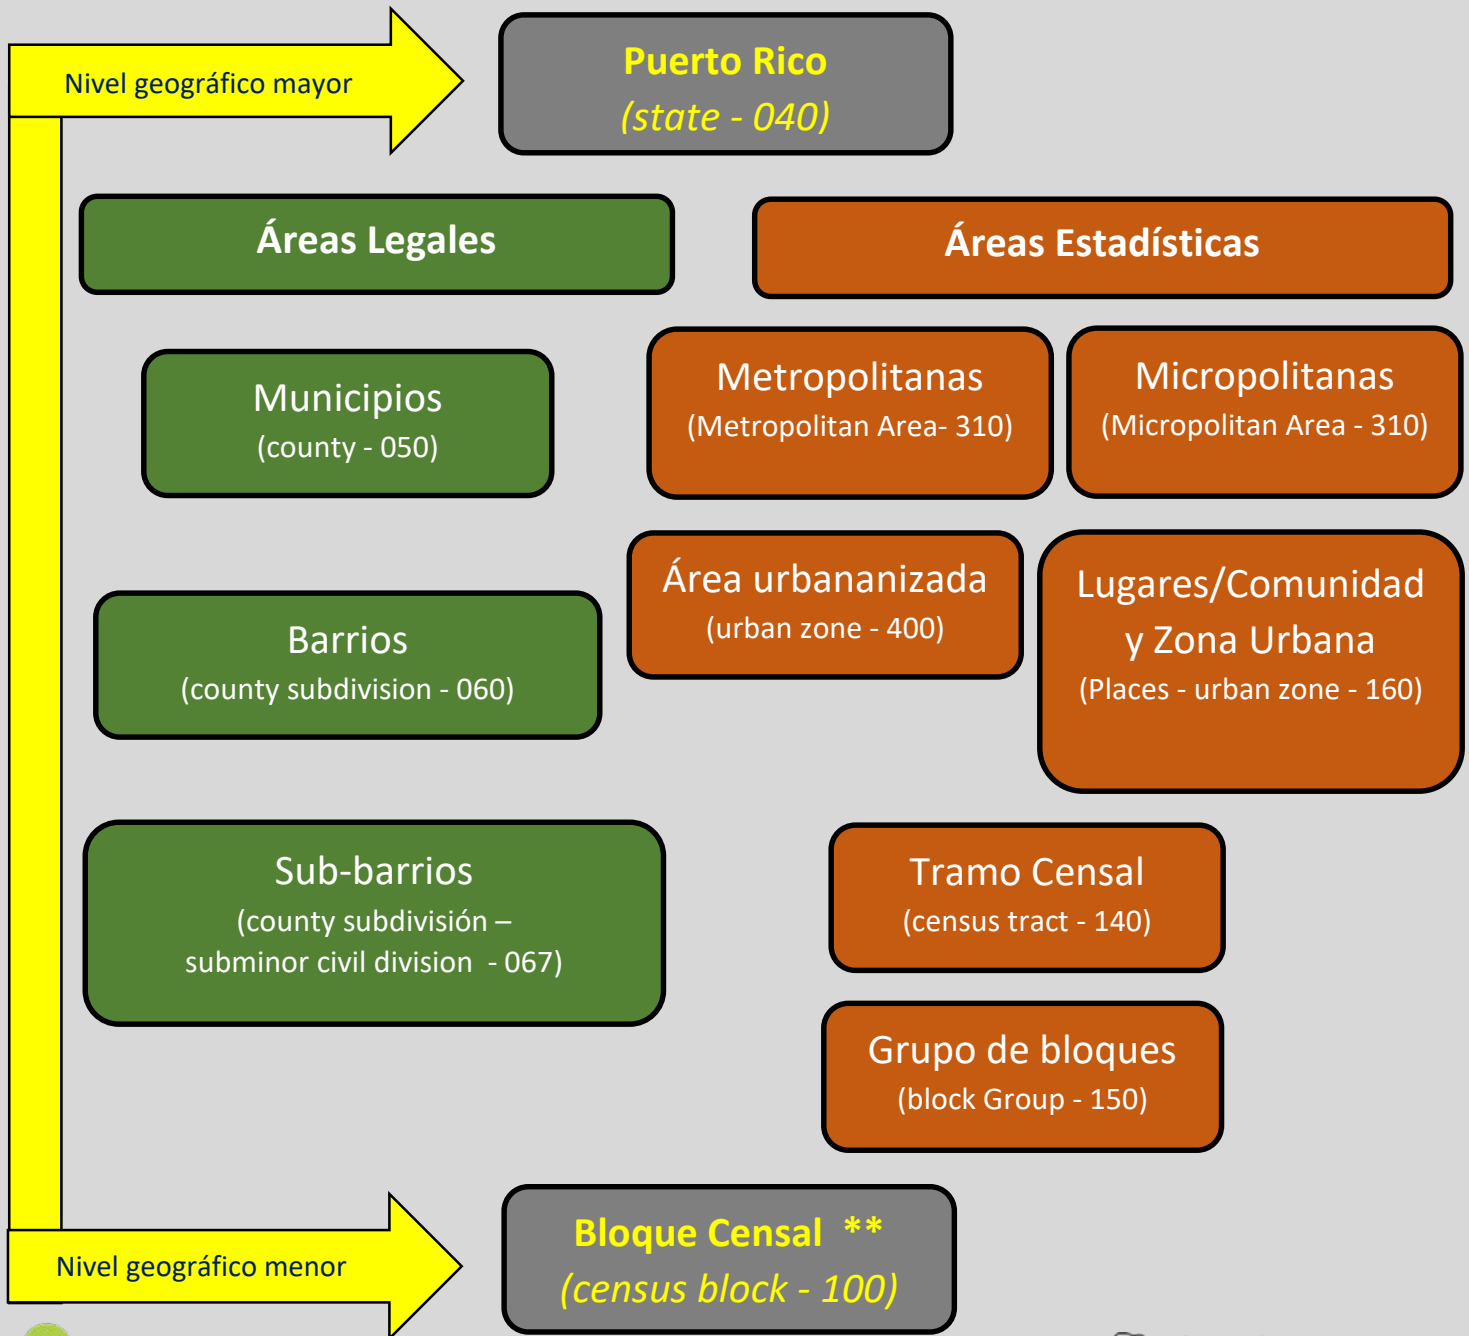 Nivel geográfico mayor
Puerto Rico
(state - 040)
Áreas Legales
Áreas Estadísticas
Municipios
(county - 050)
Metropolitanas
(Metropolitan Area- 310)
Micropolitanas
(Micropolitan Area - 310)
Área urbananizada
(urban zone - 400)
Lugares/Comunidad
y Zona Urbana
(Places - urban zone - 160)
Barrios
(county subdivision - 060)
Sub-barrios
(county subdivisión –
subminor civil division - 067)
Tramo Censal
(census tract - 140)
Grupo de bloques
(block Group - 150)
Nivel geográfico menor
Bloque Censal **
(census block - 100)